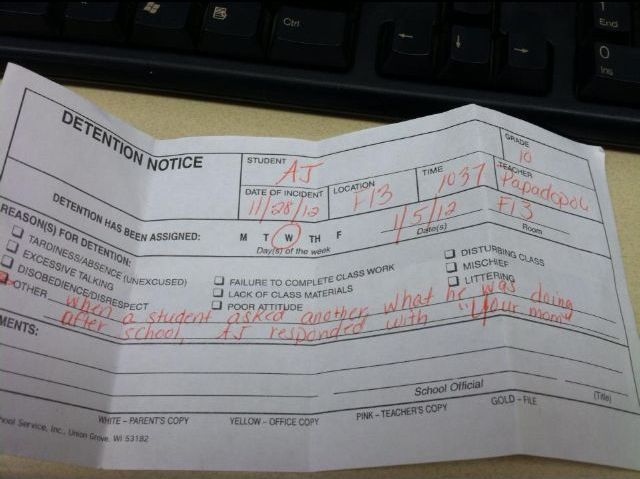 Ctrl
End
1
0
Ins
DETENTION NOTICE
STUDENT AJ
GRADE 10
DATE OF INCIDENT 11/28/12
LOCATION F13
TIME 1037
TEACHER Papadopol
DETENTION HAS BEEN ASSIGNED: M T W TH F 1/5/12 F13
Day(s) of the week Date(s) Room
REASON(S) FOR DETENTION:
TARDINESS/ABSENCE (UNEXCUSED)
EXCESSIVE TALKING
DISOBEDIENCE/DISRESPECT
FAILURE TO COMPLETE CLASS WORK
LACK OF CLASS MATERIALS
POOR ATTITUDE
DISTURBING CLASS
MISCHIEF
LITTERING
OTHER when a student asked another what he was doing
after school, AJ responded with "Your mom"
MENTS:
School Official (Title)
WHITE – PARENT'S COPY YELLOW – OFFICE COPY PINK – TEACHER'S COPY GOLD – FILE
hool Service, Inc., Union Grove, WI 53182